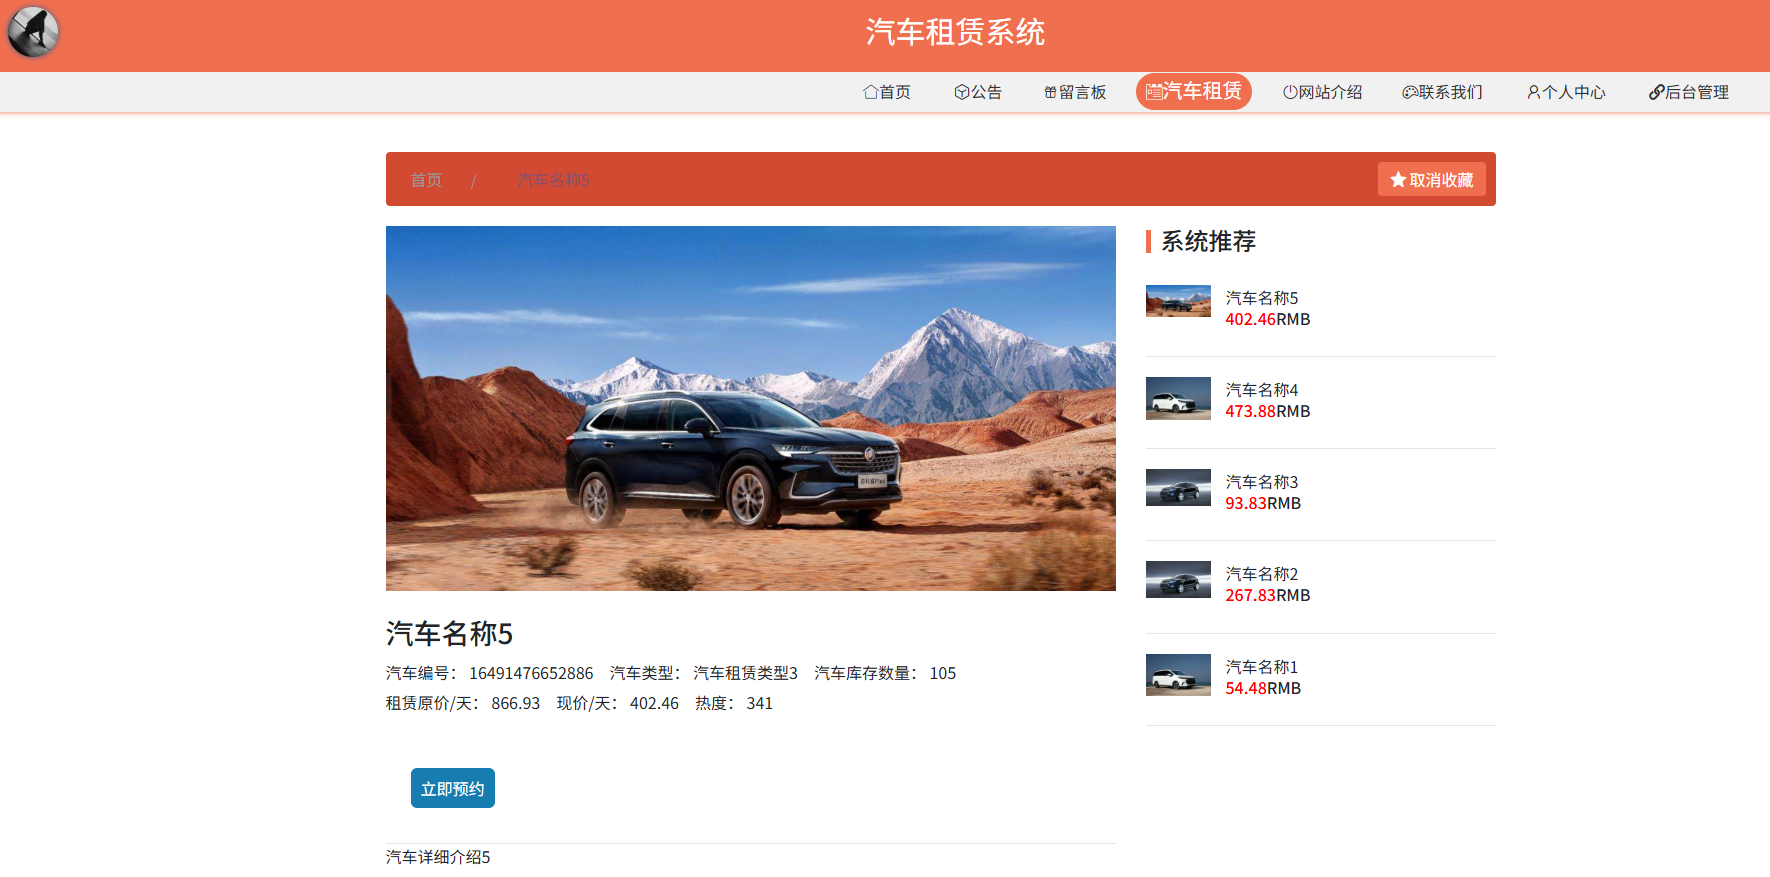 汽车租赁系统
首页 公告 留言板 汽车租赁 网站介绍 联系我们 个人中心 后台管理
首页 / 汽车名称5 取消收藏
汽车名称5
汽车编号： 16491476652886 汽车类型： 汽车租赁类型3 汽车库存数量： 105
租赁原价/天： 866.93 现价/天： 402.46 热度： 341
立即预约
汽车详细介绍5
系统推荐
汽车名称5
402.46RMB
汽车名称4
473.88RMB
汽车名称3
93.83RMB
汽车名称2
267.83RMB
汽车名称1
54.48RMB